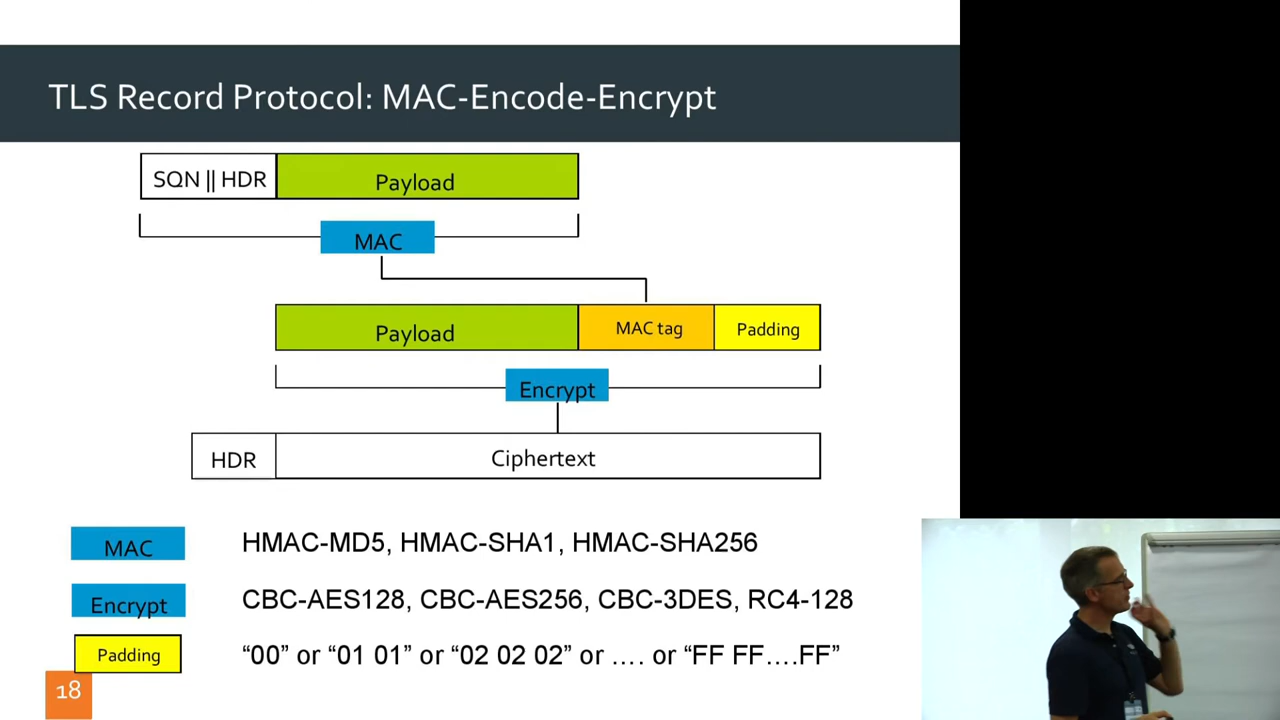 TLS Record Protocol: MAC-Encode-Encrypt
SQN || HDR
Payload
MAC
Payload
MAC tag
Padding
Encrypt
HDR
Ciphertext
MAC
HMAC-MD5, HMAC-SHA1, HMAC-SHA256
Encrypt
CBC-AES128, CBC-AES256, CBC-3DES, RC4-128
Padding
“00” or “01 01” or “02 02 02” or …. or “FF FF….FF”
18